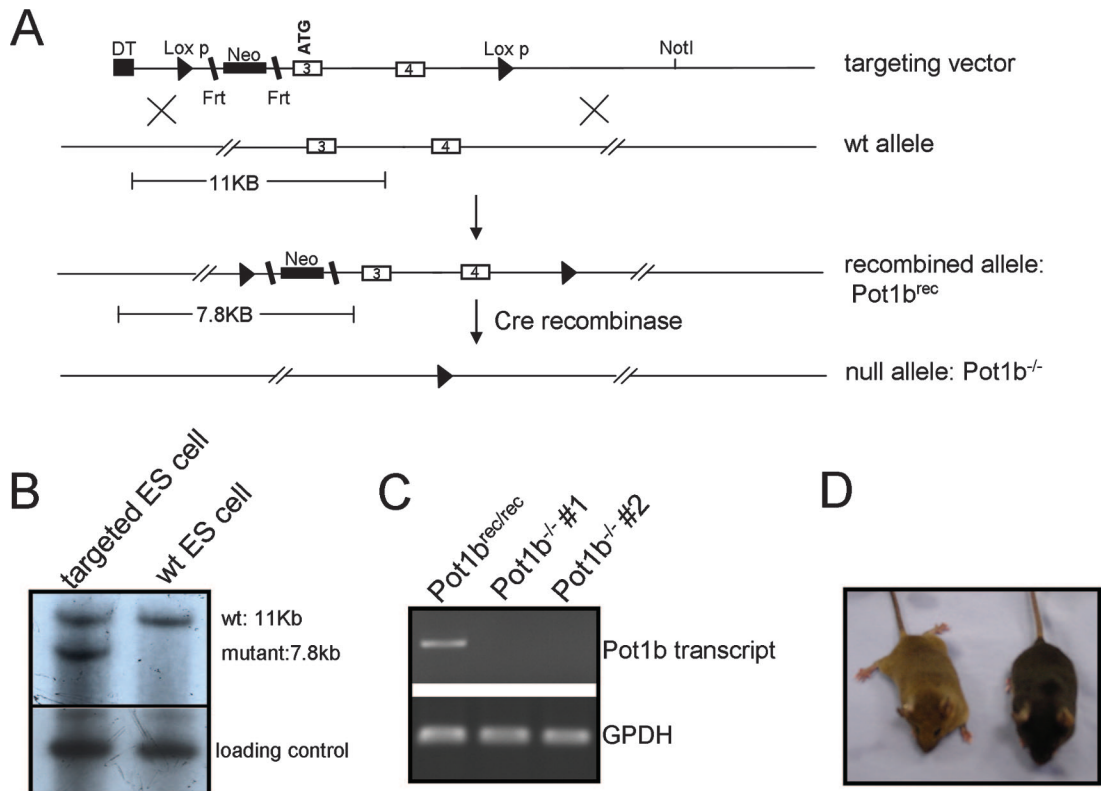 A
DT
Lox p
Neo
ATG
3
4
Lox p
NotI
targeting vector
Frt
Frt
3
4
wt allele
11KB
Neo
3
4
recombined allele:
Pot1b^rec
7.8KB
Cre recombinase
null allele: Pot1b^-/-
B
targeted ES cell
wt ES cell
wt: 11Kb
mutant:7.8kb
loading control
C
Pot1b^rec/rec
Pot1b^-/- #1
Pot1b^-/- #2
Pot1b transcript
GPDH
D